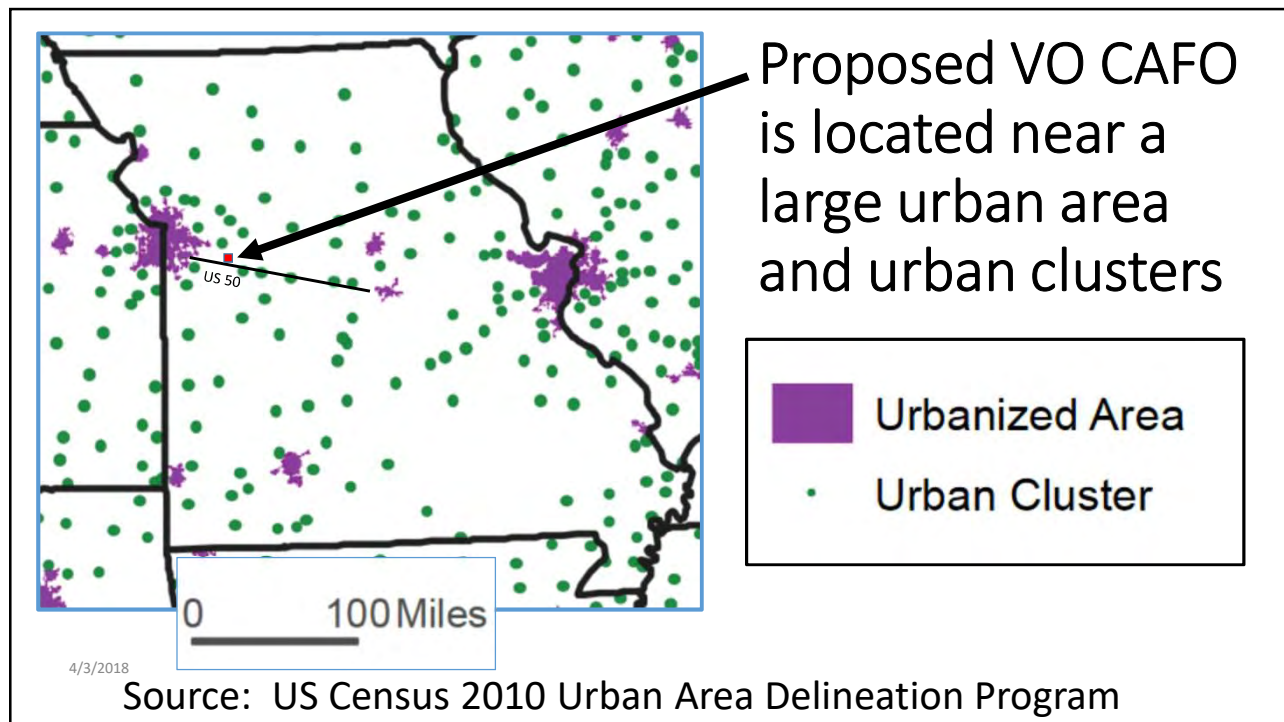 Proposed VO CAFO
is located near a
large urban area
and urban clusters
US 50
Urbanized Area
Urban Cluster
0 100 Miles
4/3/2018
Source: US Census 2010 Urban Area Delineation Program